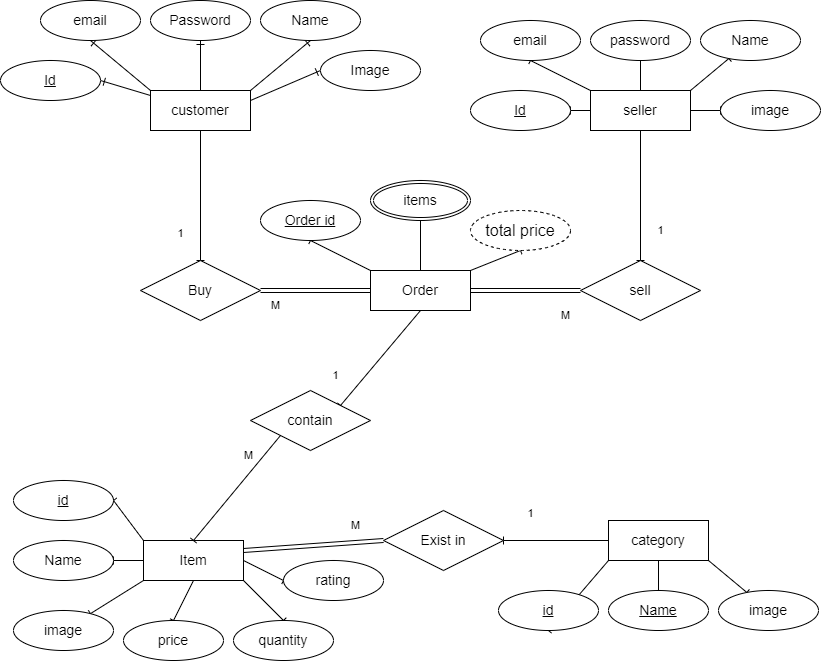 email
Password
Name
Id
Image
customer
email
password
Name
Id
seller
image
1
1
Order id
items
total price
Buy
M
Order
M
sell
1
contain
M
id
Name
Item
M
Exist in
1
category
rating
image
price
quantity
id
Name
image